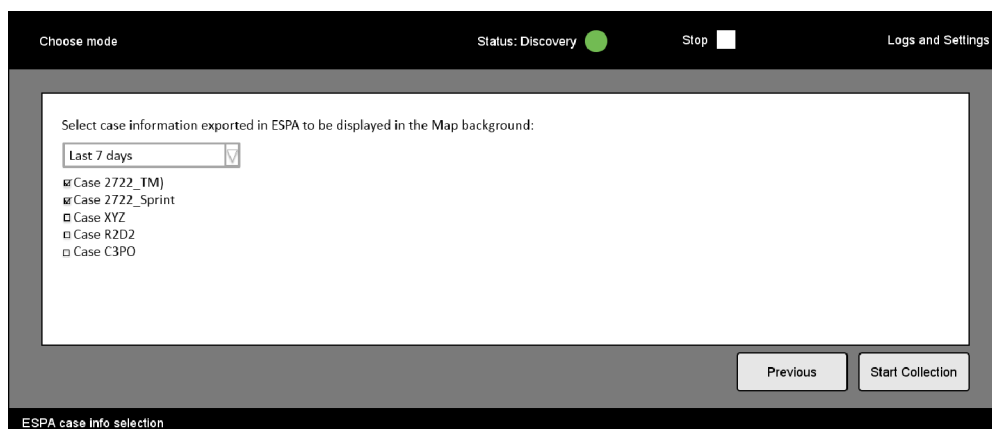 Choose mode
Status: Discovery
Stop
Logs and Settings
Select case information exported in ESPA to be displayed in the Map background:
Last 7 days
Case 2722_TM)
Case 2722_Sprint
Case XYZ
Case R2D2
Case C3PO
Previous
Start Collection
ESPA case info selection